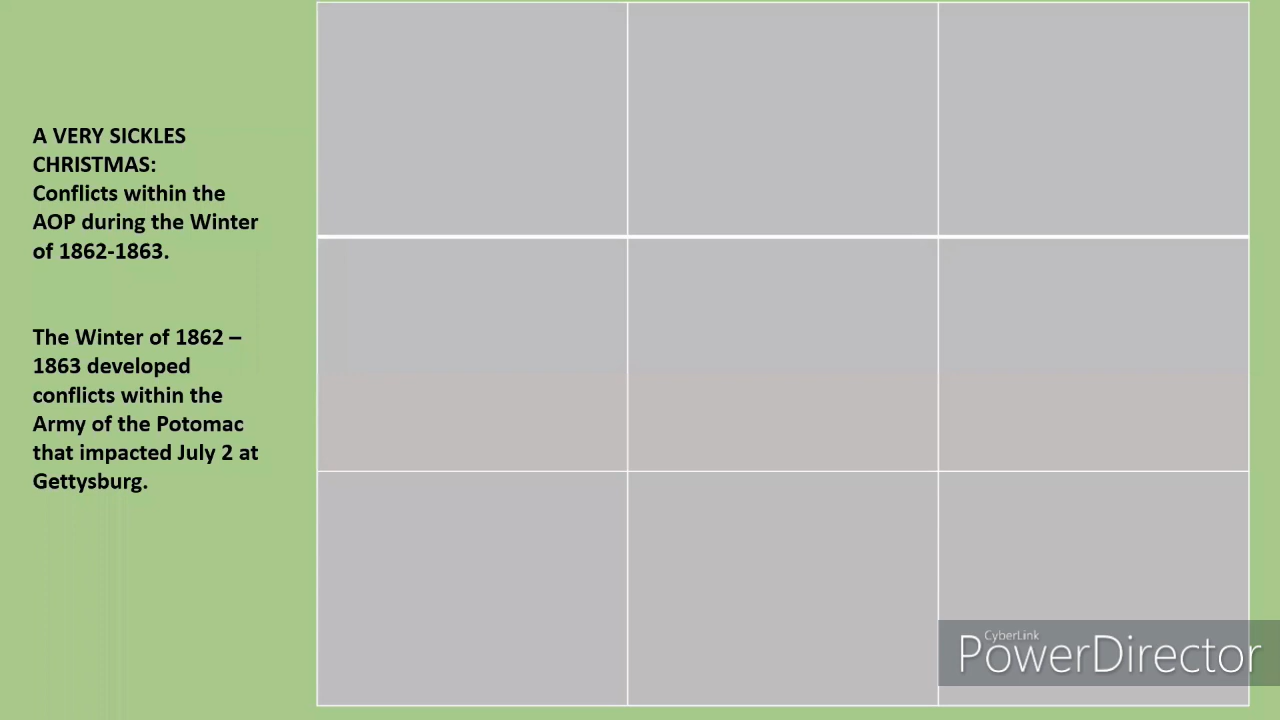 A VERY SICKLES
CHRISTMAS:
Conflicts within the
AOP during the Winter
of 1862-1863.
The Winter of 1862 –
1863 developed
conflicts within the
Army of the Potomac
that impacted July 2 at
Gettysburg.
CyberLink
PowerDirector